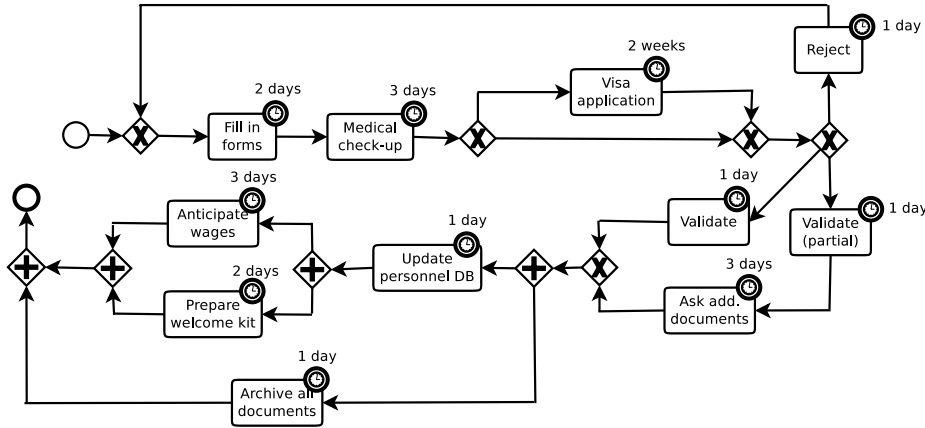 1 day
Reject
2 weeks
Visa
application
2 days
Fill in
forms
3 days
Medical
check-up
3 days
Anticipate
wages
1 day
Validate
1 day
Validate
(partial)
1 day
Update
personnel DB
2 days
Prepare
welcome kit
3 days
Ask add.
documents
1 day
Archive all
documents